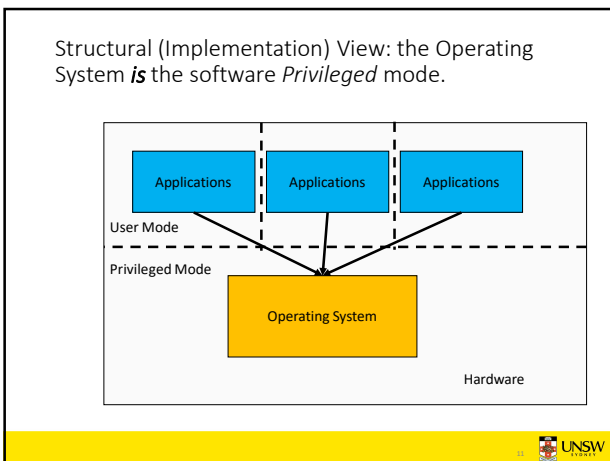 Structural (Implementation) View: the Operating
System is the software Privileged mode.
Applications
Applications
Applications
User Mode
Privileged Mode
Operating System
Hardware
11
UNSW
SYDNEY